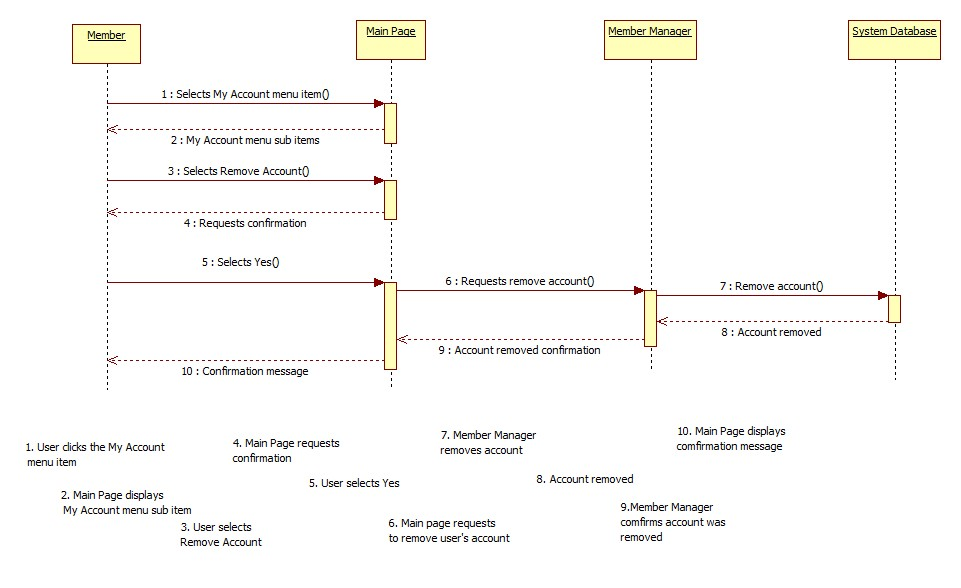 Member
Main Page
Member Manager
System Database
1 : Selects My Account menu item()
2 : My Account menu sub items
3 : Selects Remove Account()
4 : Requests confirmation
5 : Selects Yes()
6 : Requests remove account()
7 : Remove account()
8 : Account removed
9 : Account removed confirmation
10 : Confirmation message
1. User clicks the My Account
menu item
2. Main Page displays
My Account menu sub item
3. User selects
Remove Account
4. Main Page requests
confirmation
5. User selects Yes
6. Main page requests
to remove user's account
7. Member Manager
removes account
8. Account removed
9.Member Manager
comfirms account was
removed
10. Main Page displays
comfirmation message